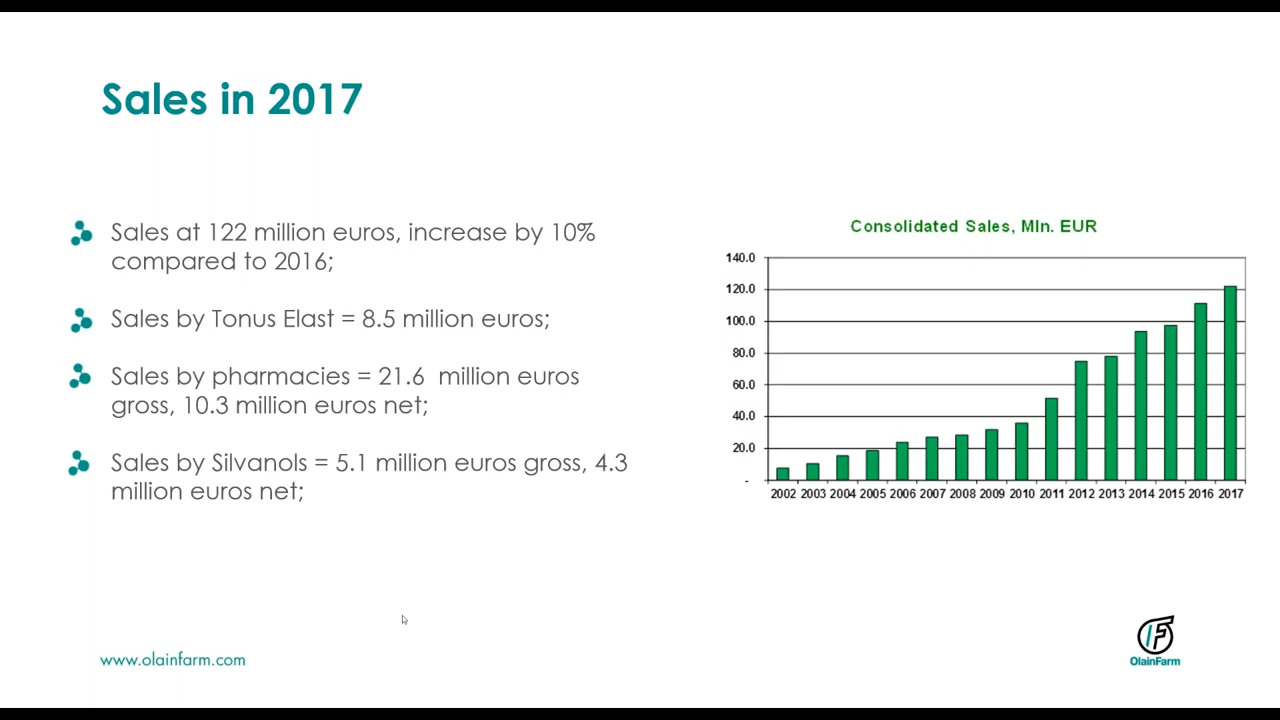 Sales in 2017
Sales at 122 million euros, increase by 10%
compared to 2016;
Sales by Tonus Elast = 8.5 million euros;
Sales by pharmacies = 21.6  million euros
gross, 10.3 million euros net;
Sales by Silvanols = 5.1 million euros gross, 4.3
million euros net;
Consolidated Sales, Mln. EUR
140.0
120.0
100.0
80.0
60.0
40.0
20.0
-
2002 2003 2004 2005 2006 2007 2008 2009 2010 2011 2012 2013 2014 2015 2016 2017
www.olainfarm.com
OlainFarm